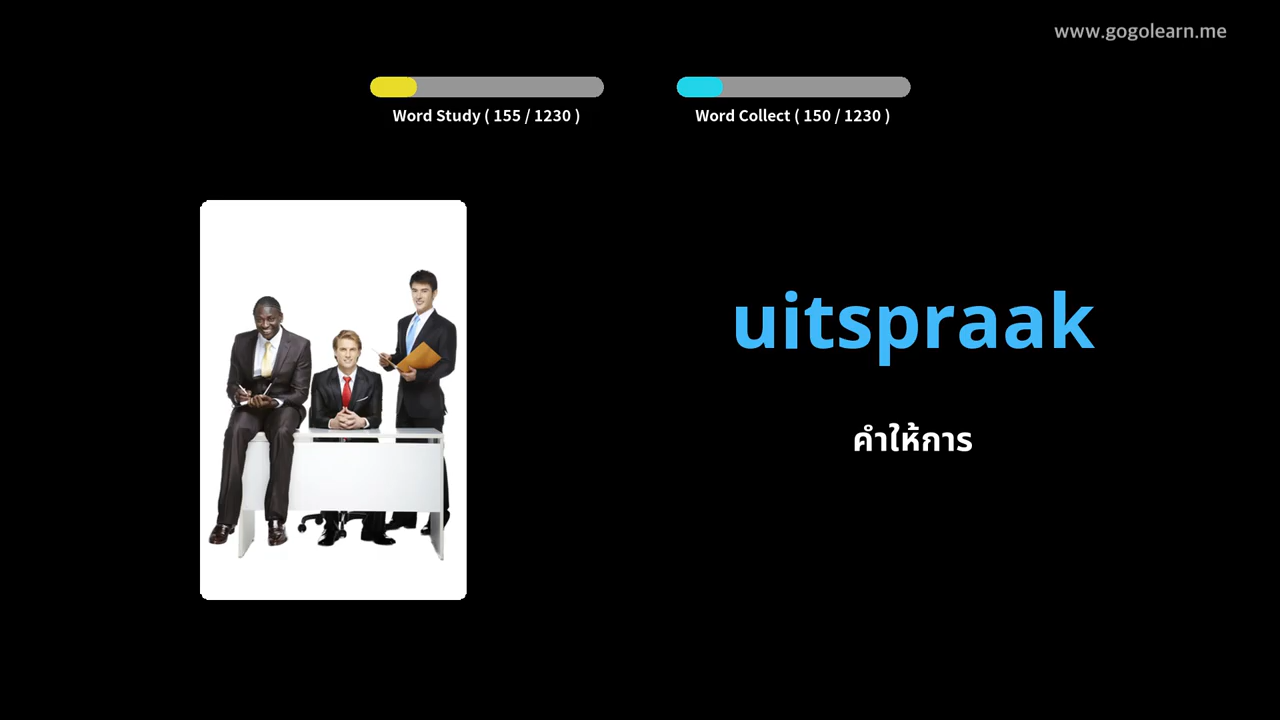 www.gogolearn.me
Word Study ( 155 / 1230 )
Word Collect ( 150 / 1230 )
uitspraak
คำให้การ